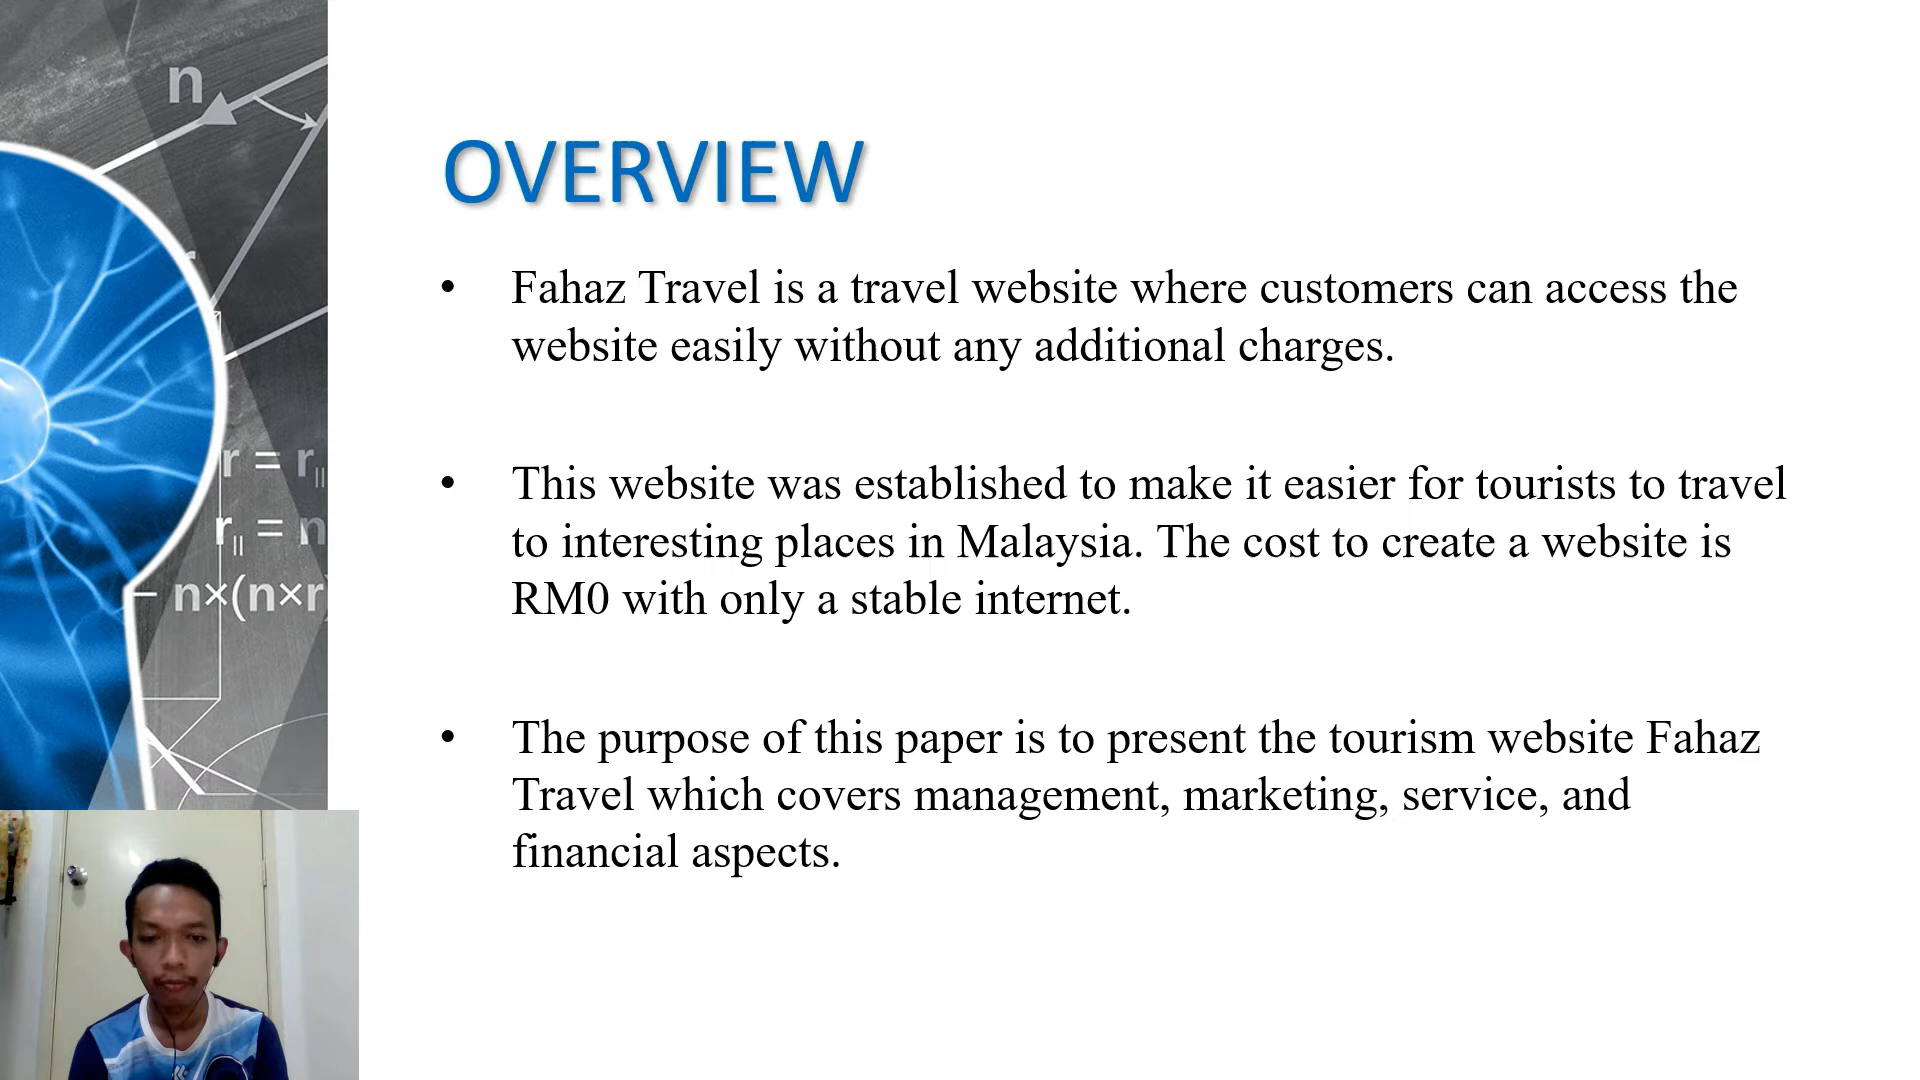 n
OVERVIEW
• Fahaz Travel is a travel website where customers can access the
website easily without any additional charges.
• This website was established to make it easier for tourists to travel
to interesting places in Malaysia. The cost to create a website is
RM0 with only a stable internet.
• The purpose of this paper is to present the tourism website Fahaz
Travel which covers management, marketing, service, and
financial aspects.
r = r||
r|| = n
− n×(n×r